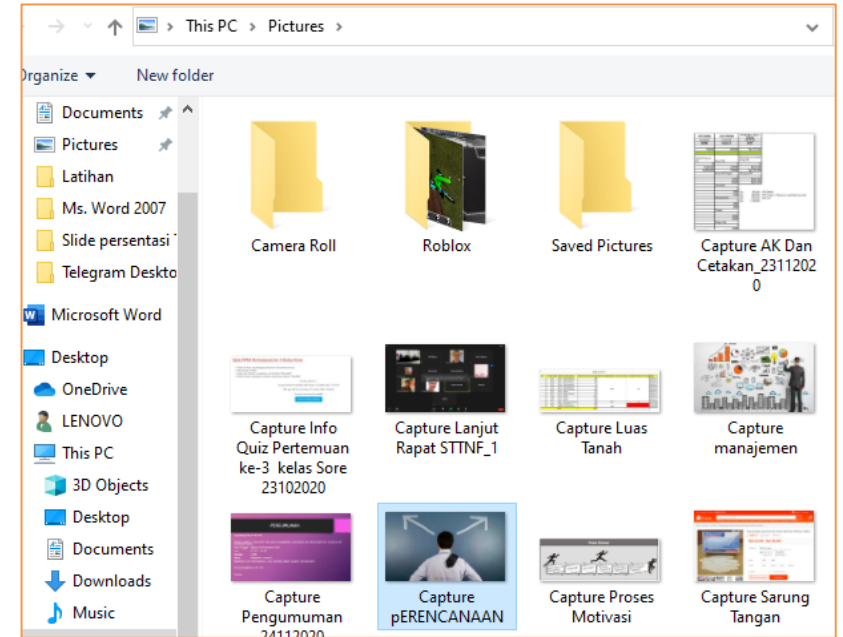 This PC > Pictures >
Organize New folder
Documents
Pictures
Latihan
Ms. Word 2007
Slide persentasi
Telegram Deskto
Microsoft Word
Desktop
OneDrive
LENOVO
This PC
3D Objects
Desktop
Documents
Downloads
Music
Camera Roll
Roblox
Saved Pictures
Capture AK Dan
Cetakan_2311202
0
Capture Info
Quiz Pertemuan
ke-3 kelas Sore
23102020
Capture Lanjut
Rapat STTNF_1
Capture Luas
Tanah
Capture
manajemen
PENGUMUMAN
Capture
Pengumuman
24112020
Capture
pERENCANAAN
Capture Proses
Motivasi
Capture Sarung
Tangan